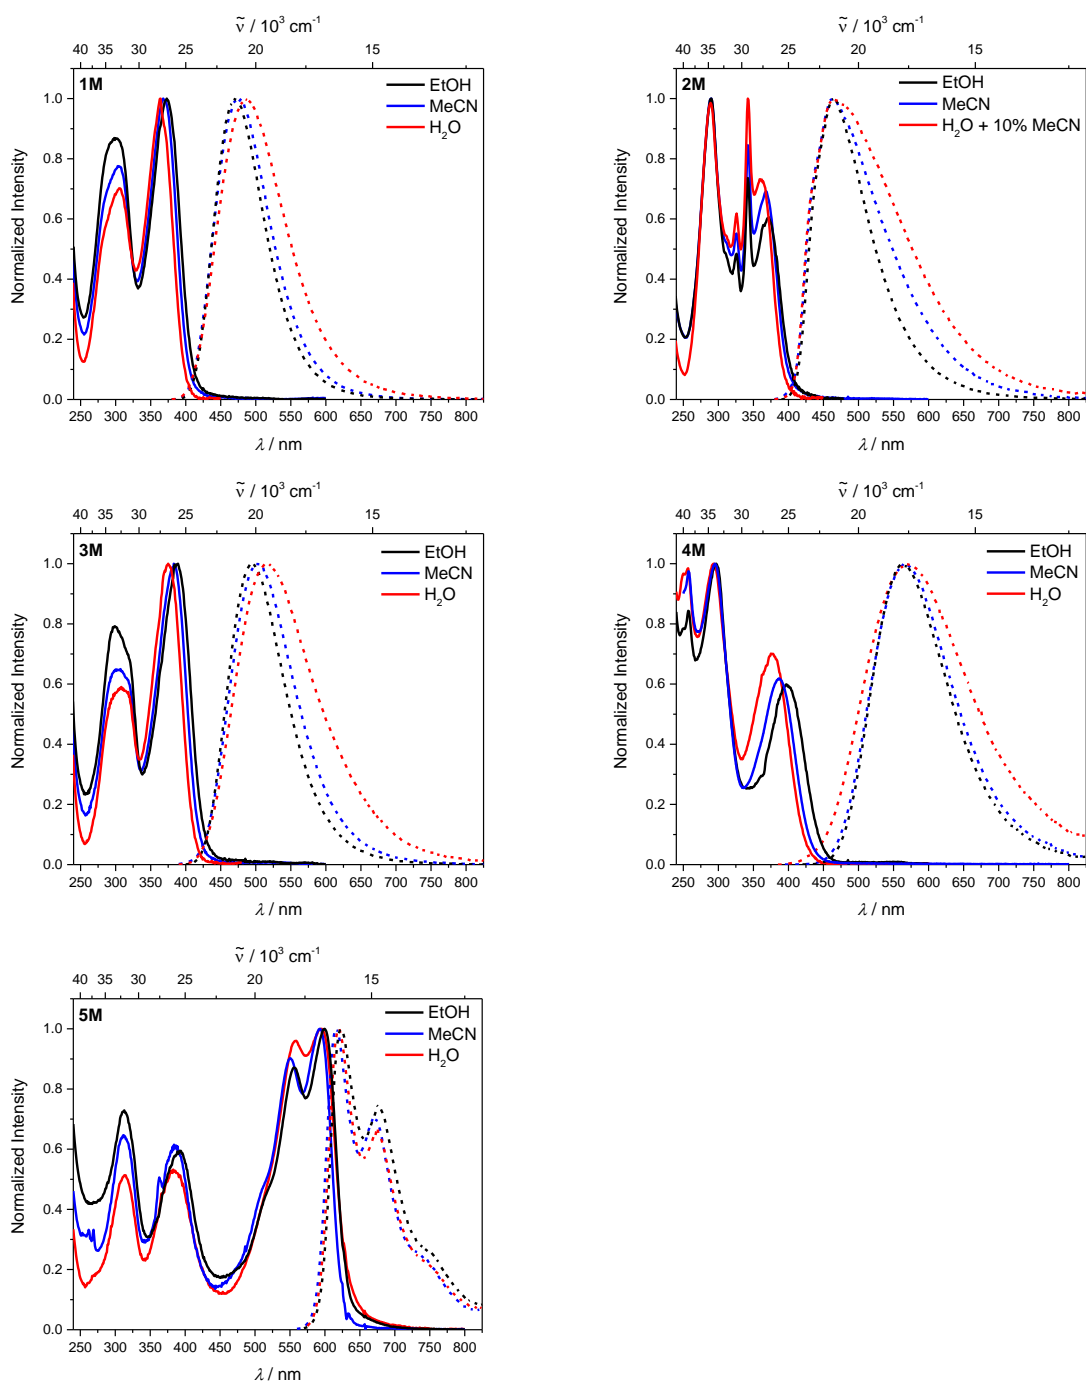 ṽ / 10³ cm⁻¹
40 35 30 25 20 15
1M
EtOH
MeCN
H₂O
Normalized Intensity
1.0
0.8
0.6
0.4
0.2
0.0
250 300 350 400 450 500 550 600 650 700 750 800
λ / nm
ṽ / 10³ cm⁻¹
40 35 30 25 20 15
2M
EtOH
MeCN
H₂O + 10% MeCN
Normalized Intensity
1.0
0.8
0.6
0.4
0.2
0.0
250 300 350 400 450 500 550 600 650 700 750 800
λ / nm
ṽ / 10³ cm⁻¹
40 35 30 25 20 15
3M
EtOH
MeCN
H₂O
Normalized Intensity
1.0
0.8
0.6
0.4
0.2
0.0
250 300 350 400 450 500 550 600 650 700 750 800
λ / nm
ṽ / 10³ cm⁻¹
40 35 30 25 20 15
4M
EtOH
MeCN
H₂O
Normalized Intensity
1.0
0.8
0.6
0.4
0.2
0.0
250 300 350 400 450 500 550 600 650 700 750 800
λ / nm
ṽ / 10³ cm⁻¹
40 35 30 25 20 15
5M
EtOH
MeCN
H₂O
Normalized Intensity
1.0
0.8
0.6
0.4
0.2
0.0
250 300 350 400 450 500 550 600 650 700 750 800
λ / nm